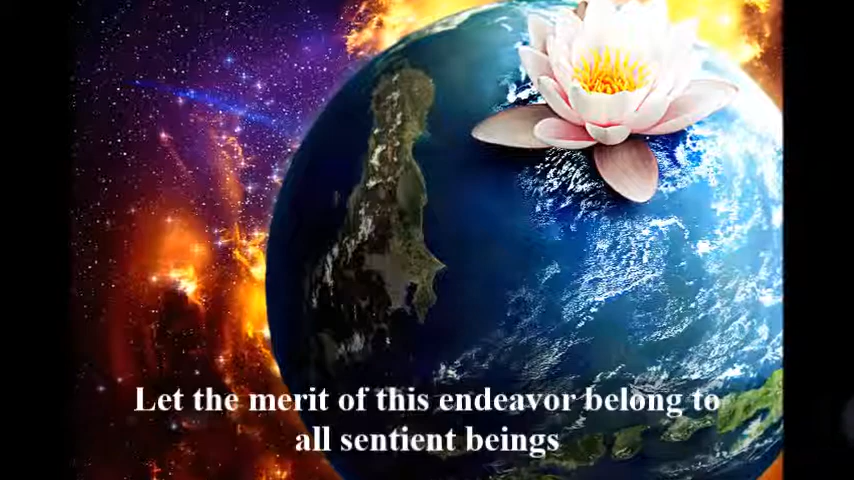 Let the merit of this endeavor belong to
all sentient beings